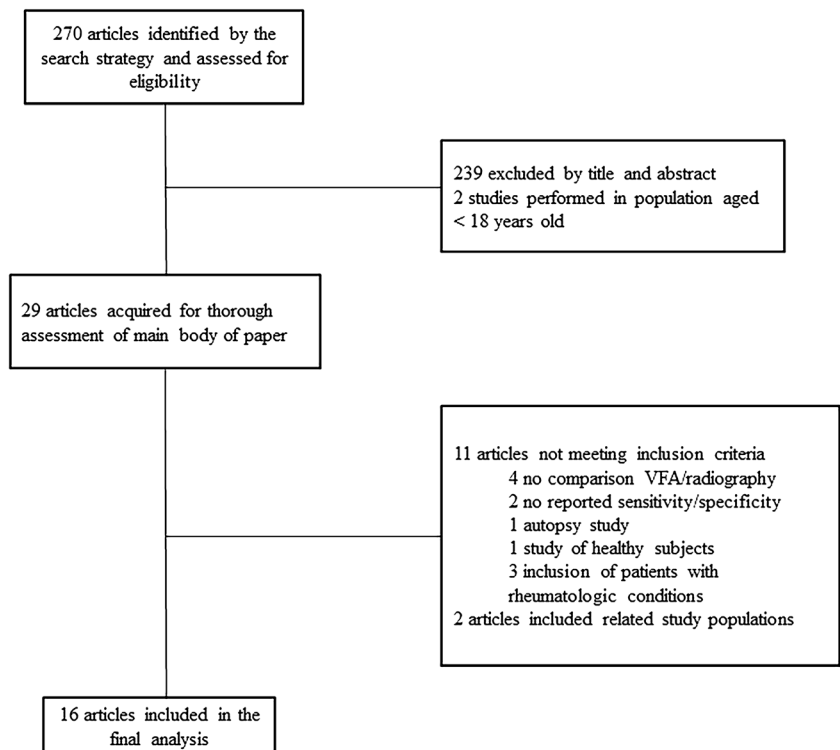 270 articles identified by the
search strategy and assessed for
eligibility
239 excluded by title and abstract
2 studies performed in population aged
< 18 years old
29 articles acquired for thorough
assessment of main body of paper
11 articles not meeting inclusion criteria
4 no comparison VFA/radiography
2 no reported sensitivity/specificity
1 autopsy study
1 study of healthy subjects
3 inclusion of patients with
rheumatologic conditions
2 articles included related study populations
16 articles included in the
final analysis